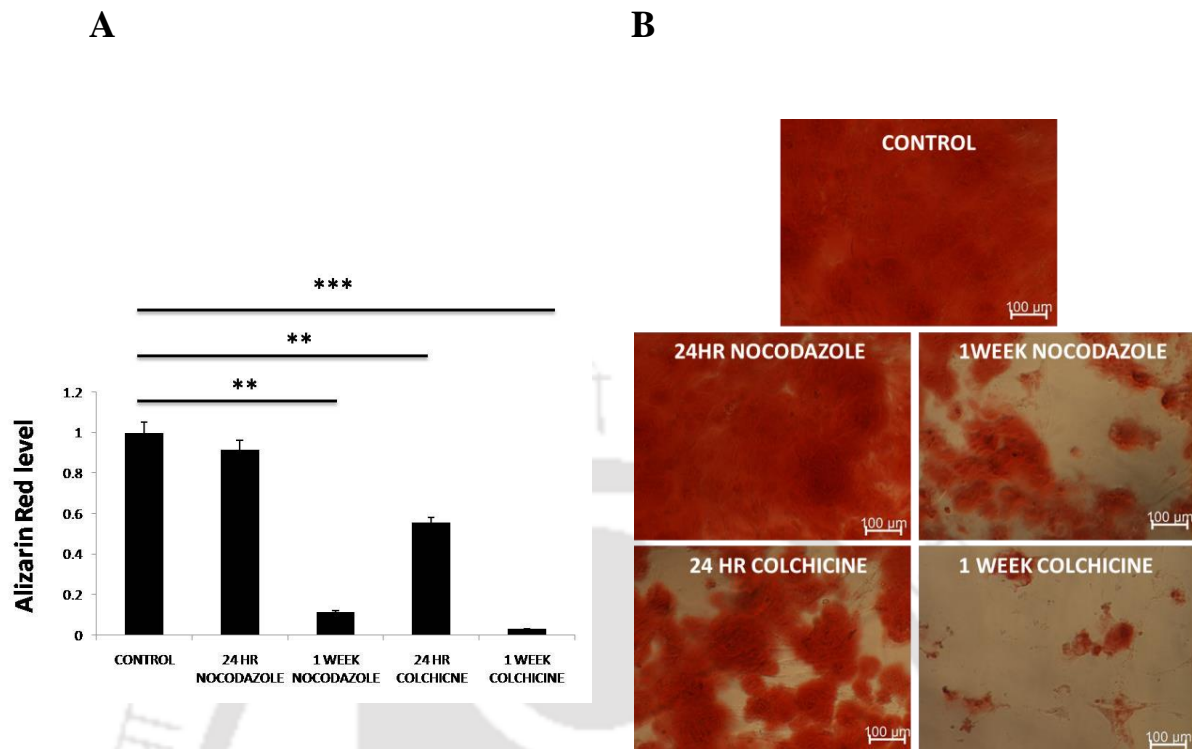 A
B
***
**
**
Alizarin Red level
1.2
1
0.8
0.6
0.4
0.2
0
CONTROL
24 HR
NOCODAZOLE
1 WEEK
NOCODAZOLE
24 HR
COLCHICNE
1 WEEK
COLCHICINE
CONTROL
100 µm
24HR NOCODAZOLE
100 µm
1WEEK NOCODAZOLE
100 µm
24 HR COLCHICINE
100 µm
1 WEEK COLCHICINE
100 µm